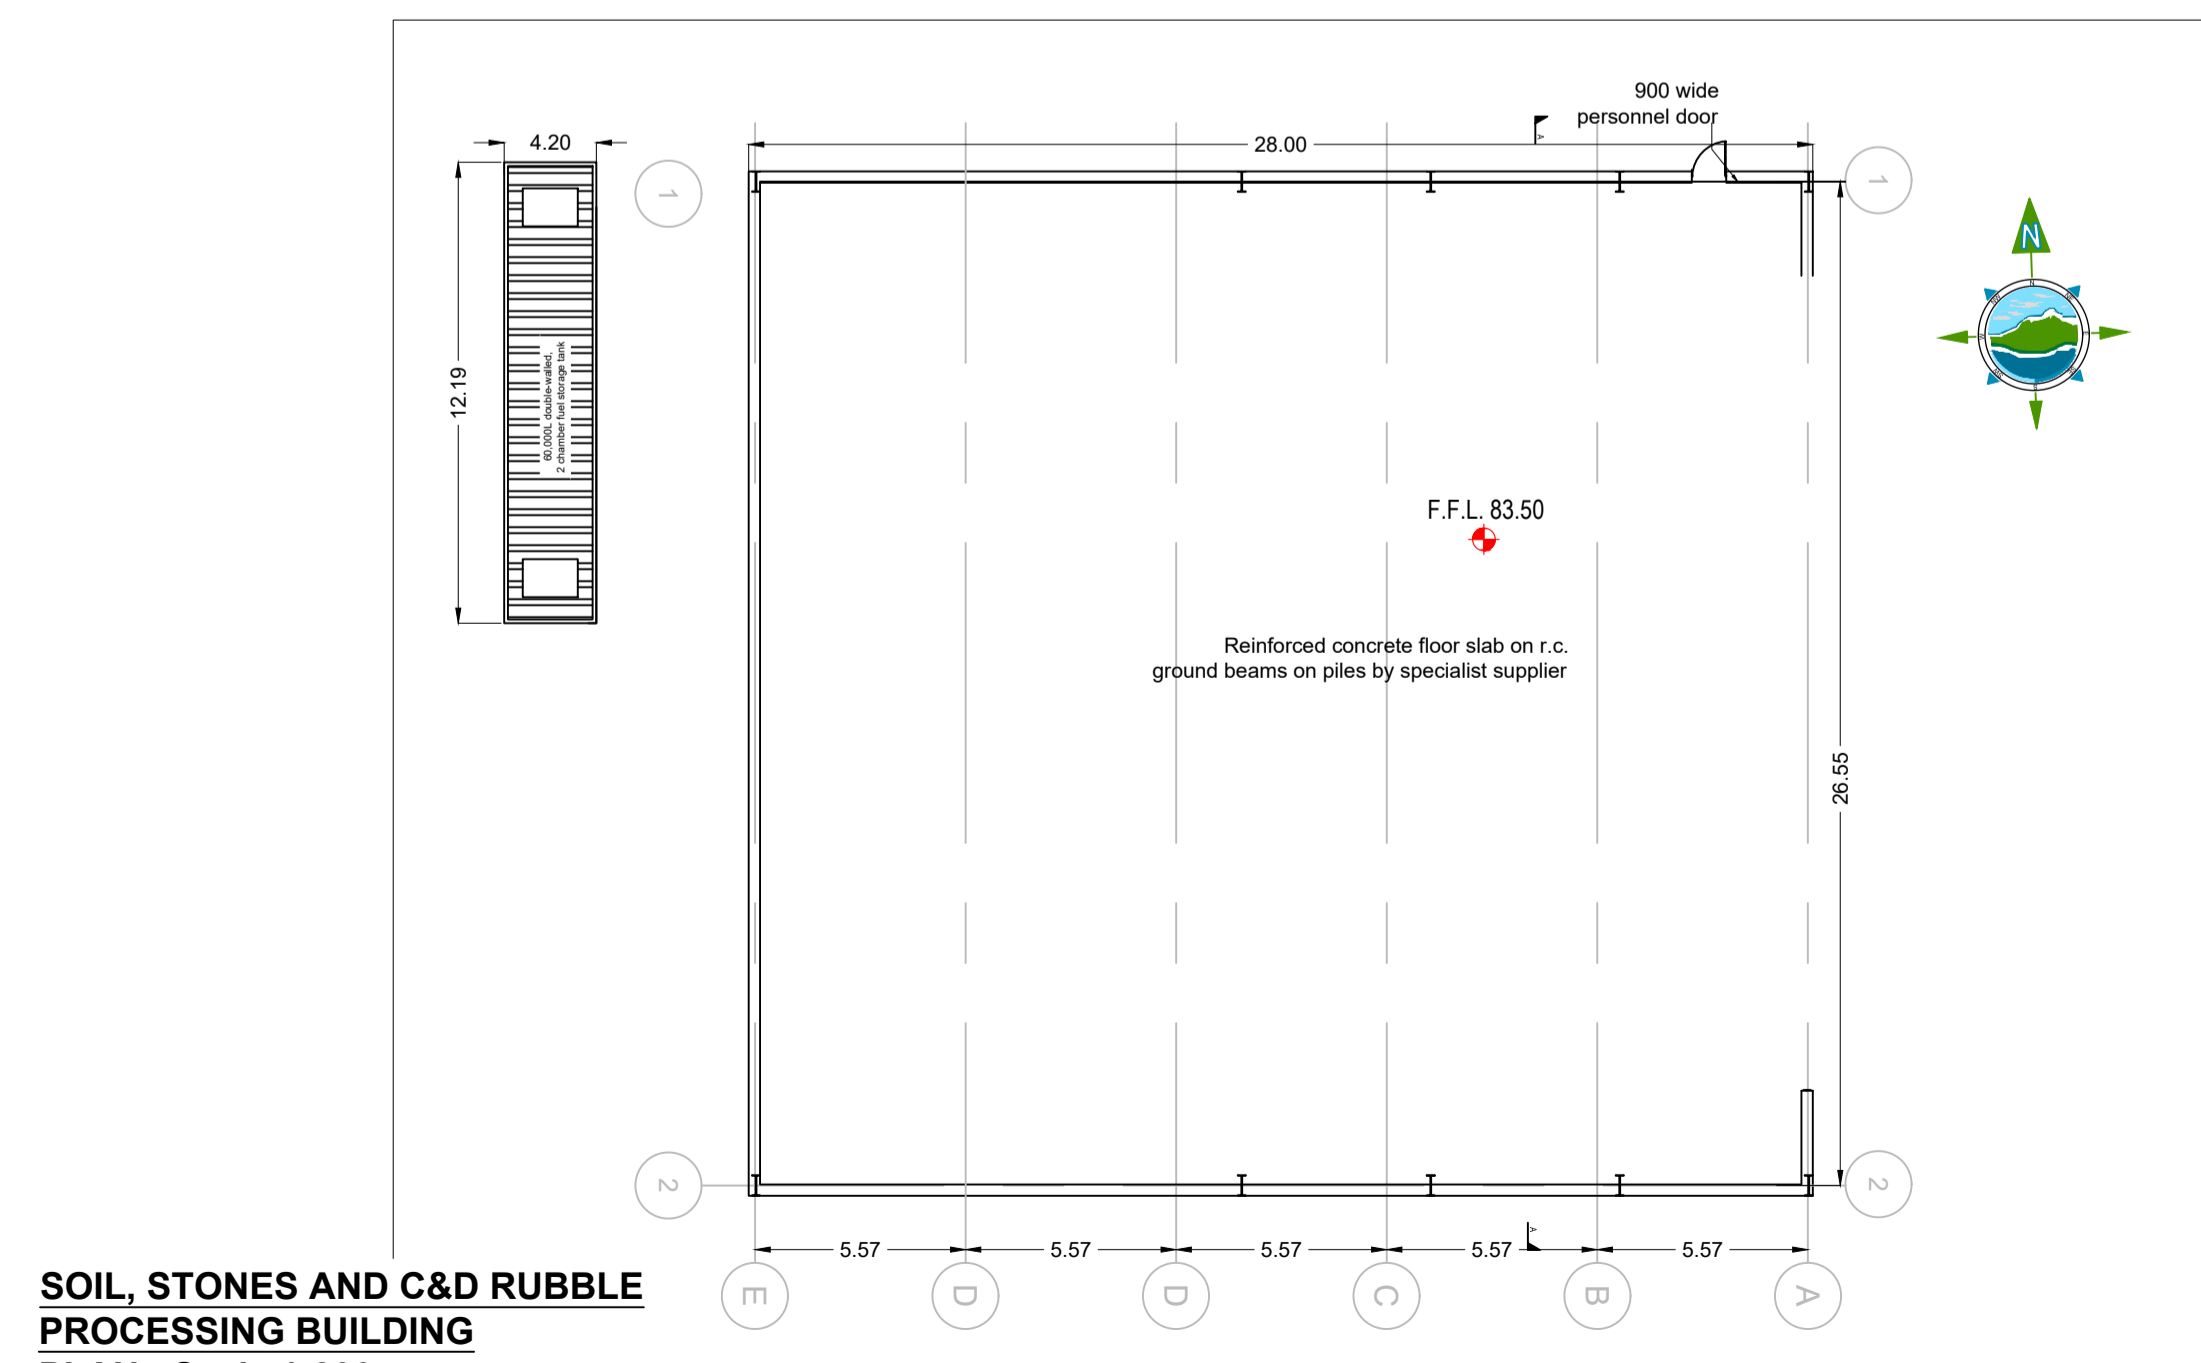 900 wide
personnel door
4.20
28.00
A
1
1
N
12.19
60,000L double-walled,
2 chamber fuel storage tank
F.F.L. 83.50
Reinforced concrete floor slab on r.c.
ground beams on piles by specialist supplier
26.55
2
2
A
5.57
5.57
5.57
5.57
5.57
E
D
D
C
B
A
SOIL, STONES AND C&D RUBBLE
PROCESSING BUILDING